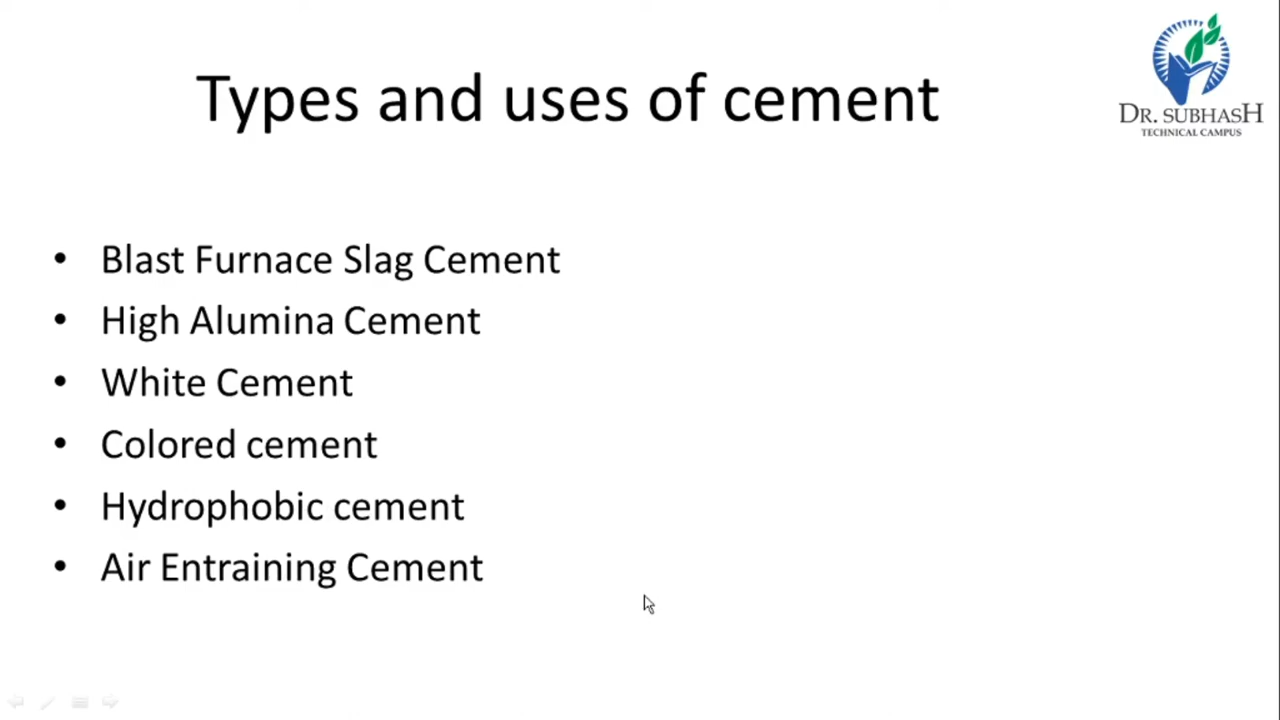 Types and uses of cement
DR. SUBHASH
TECHNICAL CAMPUS
• Blast Furnace Slag Cement
• High Alumina Cement
• White Cement
• Colored cement
• Hydrophobic cement
• Air Entraining Cement